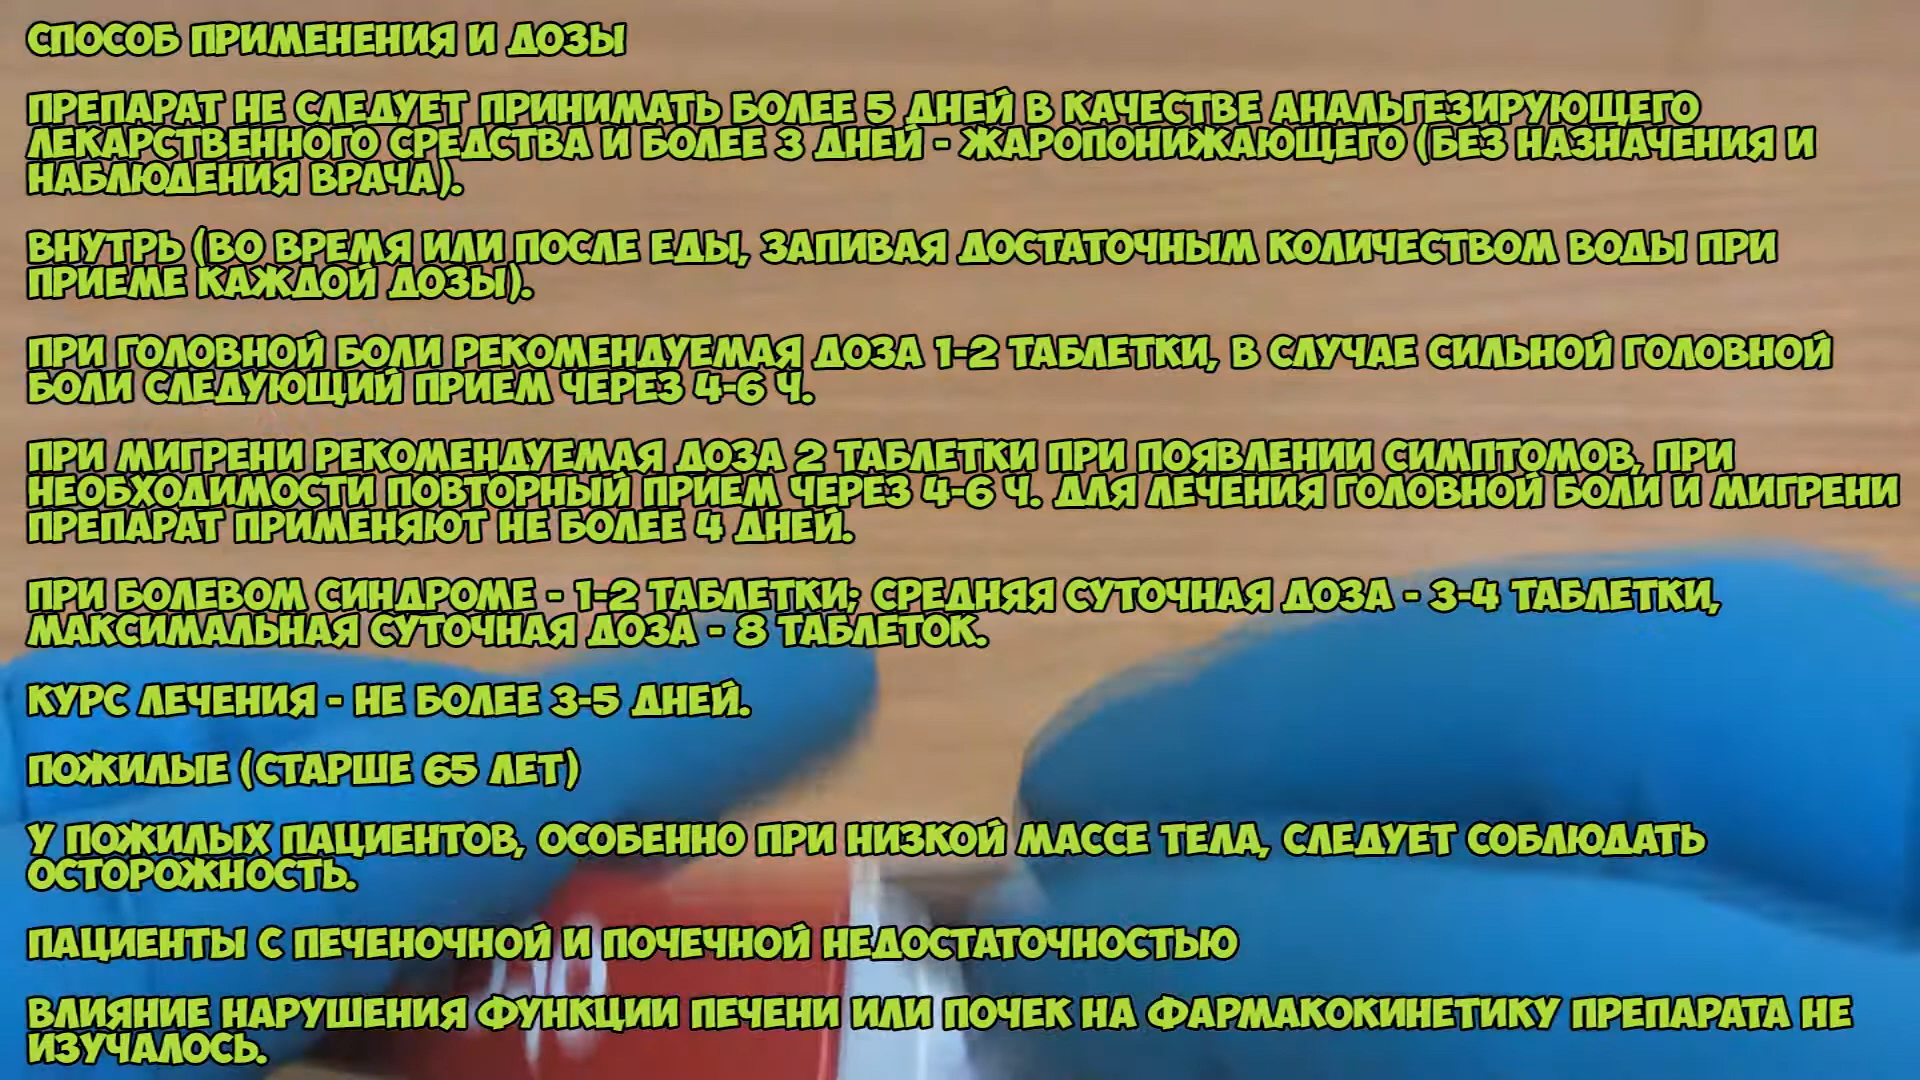 СПОСОБ ПРИМЕНЕНИЯ И ДОЗЫ
ПРЕПАРАТ НЕ СЛЕДУЕТ ПРИНИМАТЬ БОЛЕЕ 5 ДНЕЙ В КАЧЕСТВЕ АНАЛЬГЕЗИРУЮЩЕГО
ЛЕКАРСТВЕННОГО СРЕДСТВА И БОЛЕЕ 3 ДНЕЙ - ЖАРОПОНИЖАЮЩЕГО (БЕЗ НАЗНАЧЕНИЯ И
НАБЛЮДЕНИЯ ВРАЧА).
ВНУТРЬ (ВО ВРЕМЯ ИЛИ ПОСЛЕ ЕДЫ, ЗАПИВАЯ ДОСТАТОЧНЫМ КОЛИЧЕСТВОМ ВОДЫ ПРИ
ПРИЕМЕ КАЖДОЙ ДОЗЫ).
ПРИ ГОЛОВНОЙ БОЛИ РЕКОМЕНДУЕМАЯ ДОЗА 1-2 ТАБЛЕТКИ, В СЛУЧАЕ СИЛЬНОЙ ГОЛОВНОЙ
БОЛИ СЛЕДУЮЩИЙ ПРИЕМ ЧЕРЕЗ 4-6 Ч.
ПРИ МИГРЕНИ РЕКОМЕНДУЕМАЯ ДОЗА 2 ТАБЛЕТКИ ПРИ ПОЯВЛЕНИИ СИМПТОМОВ, ПРИ
НЕОБХОДИМОСТИ ПОВТОРНЫЙ ПРИЕМ ЧЕРЕЗ 4-6 Ч. ДЛЯ ЛЕЧЕНИЯ ГОЛОВНОЙ БОЛИ И МИГРЕНИ
ПРЕПАРАТ ПРИМЕНЯЮТ НЕ БОЛЕЕ 4 ДНЕЙ.
ПРИ БОЛЕВОМ СИНДРОМЕ - 1-2 ТАБЛЕТКИ; СРЕДНЯЯ СУТОЧНАЯ ДОЗА - 3-4 ТАБЛЕТКИ,
МАКСИМАЛЬНАЯ СУТОЧНАЯ ДОЗА - 8 ТАБЛЕТОК.
КУРС ЛЕЧЕНИЯ - НЕ БОЛЕЕ 3-5 ДНЕЙ.
ПОЖИЛЫЕ (СТАРШЕ 65 ЛЕТ)
У ПОЖИЛЫХ ПАЦИЕНТОВ, ОСОБЕННО ПРИ НИЗКОЙ МАССЕ ТЕЛА, СЛЕДУЕТ СОБЛЮДАТЬ
ОСТОРОЖНОСТЬ.
ПАЦИЕНТЫ С ПЕЧЕНОЧНОЙ И ПОЧЕЧНОЙ НЕДОСТАТОЧНОСТЬЮ
ВЛИЯНИЕ НАРУШЕНИЯ ФУНКЦИИ ПЕЧЕНИ ИЛИ ПОЧЕК НА ФАРМАКОКИНЕТИКУ ПРЕПАРАТА НЕ
ИЗУЧАЛОСЬ.